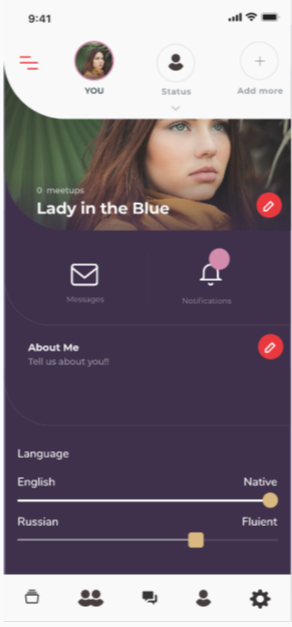 9:41
YOU
Status
Add more
0 meetups
Lady in the Blue
Messages
Notifications
About Me
Tell us about you!!
Language
English Native
Russian Fluient